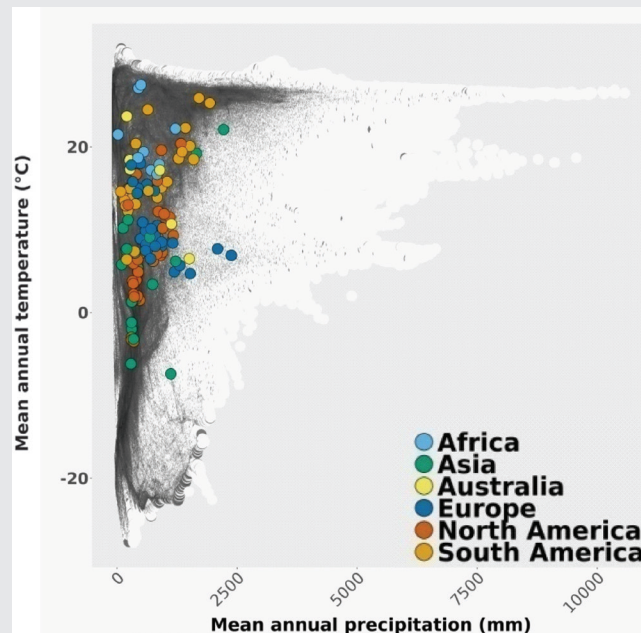 Mean annual temperature (°C)
20
0
-20
Africa
Asia
Australia
Europe
North America
South America
0
2500
5000
7500
10000
Mean annual precipitation (mm)